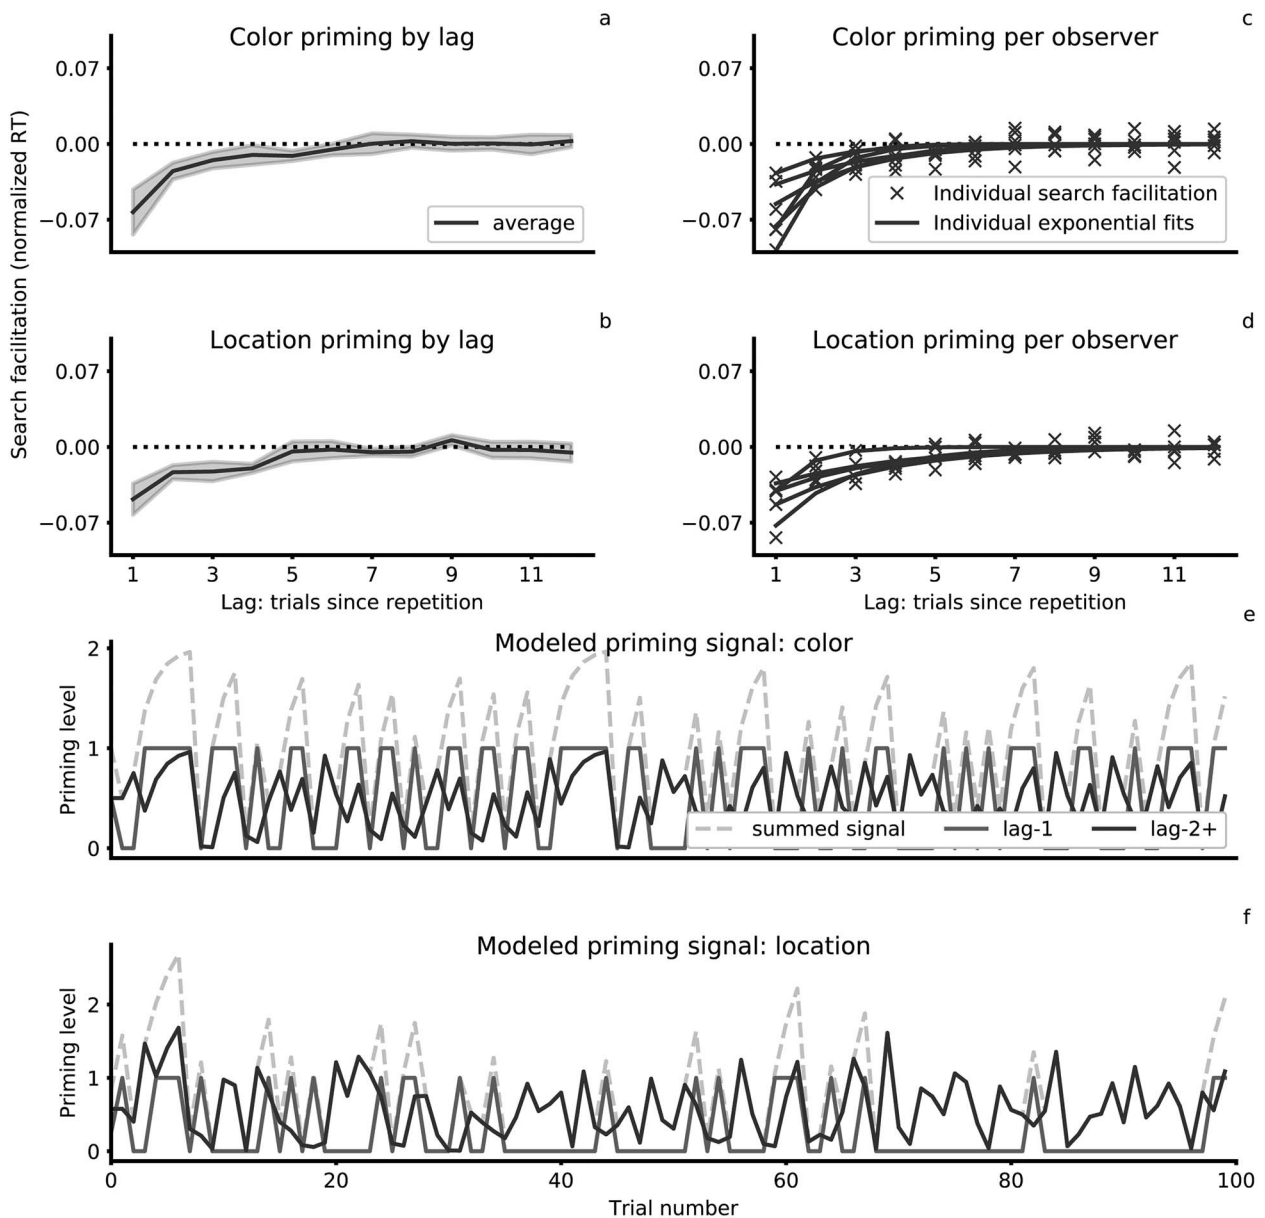 a
Color priming by lag
0.07
0.00
−0.07
average
c
Color priming per observer
0.07
0.00
−0.07
Individual search facilitation
Individual exponential fits
Search facilitation (normalized RT)
b
Location priming by lag
0.07
0.00
−0.07
1 3 5 7 9 11
Lag: trials since repetition
d
Location priming per observer
0.07
0.00
−0.07
1 3 5 7 9 11
Lag: trials since repetition
e
Modeled priming signal: color
2
1
0
Priming level
summed signal lag-1 lag-2+
f
Modeled priming signal: location
2
1
0
Priming level
0 20 40 60 80 100
Trial number